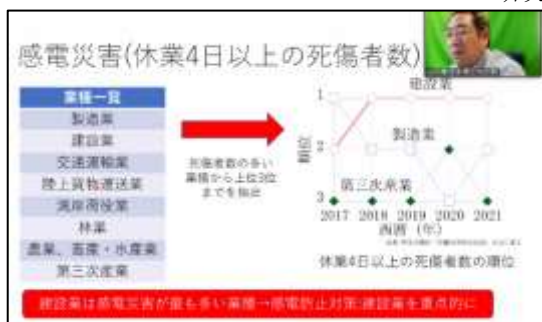 感電災害(休業4日以上の死傷者数)
業種一覧
製造業
建設業
交通運輸業
陸上貨物運送業
港湾荷役業
林業
農業、畜産・水産業
第三次産業
死傷者数の多い
業種から上位3位
までを抽出
順位
1
2
3
建設業
製造業
第三次産業
2017 2018 2019 2020 2021
西暦 (年)
休業4日以上の死傷者数の順位
建設業は感電災害が最も多い業種→感電防止対策:建設業を重点的に